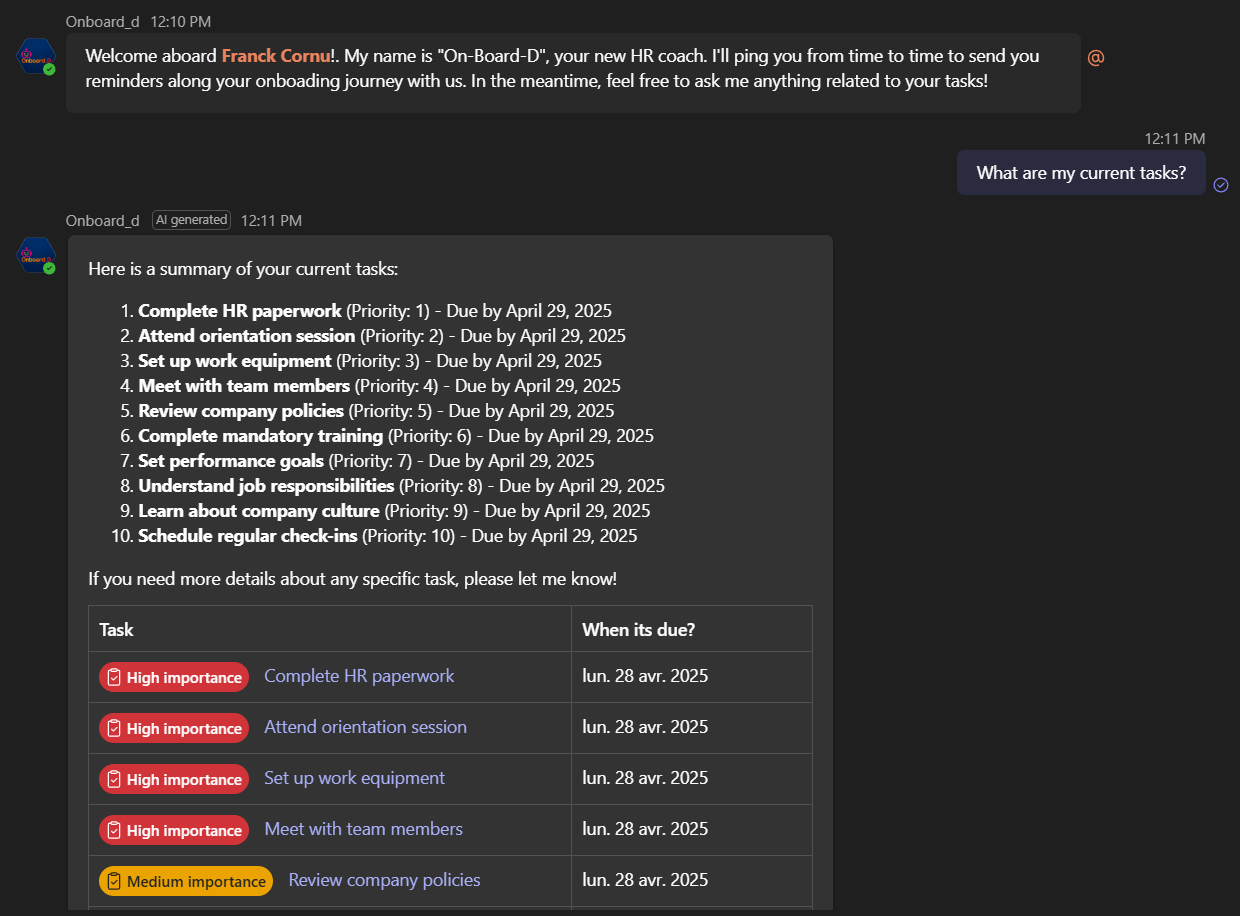 Onboard_d 12:10 PM
Welcome aboard Franck Cornu!. My name is "On-Board-D", your new HR coach. I'll ping you from time to time to send you
reminders along your onboading journey with us. In the meantime, feel free to ask me anything related to your tasks!
12:11 PM
What are my current tasks?
Onboard_d AI generated 12:11 PM
Here is a summary of your current tasks:
1. Complete HR paperwork (Priority: 1) - Due by April 29, 2025
2. Attend orientation session (Priority: 2) - Due by April 29, 2025
3. Set up work equipment (Priority: 3) - Due by April 29, 2025
4. Meet with team members (Priority: 4) - Due by April 29, 2025
5. Review company policies (Priority: 5) - Due by April 29, 2025
6. Complete mandatory training (Priority: 6) - Due by April 29, 2025
7. Set performance goals (Priority: 7) - Due by April 29, 2025
8. Understand job responsibilities (Priority: 8) - Due by April 29, 2025
9. Learn about company culture (Priority: 9) - Due by April 29, 2025
10. Schedule regular check-ins (Priority: 10) - Due by April 29, 2025
If you need more details about any specific task, please let me know!
Task When its due?
High importance Complete HR paperwork lun. 28 avr. 2025
High importance Attend orientation session lun. 28 avr. 2025
High importance Set up work equipment lun. 28 avr. 2025
High importance Meet with team members lun. 28 avr. 2025
Medium importance Review company policies lun. 28 avr. 2025